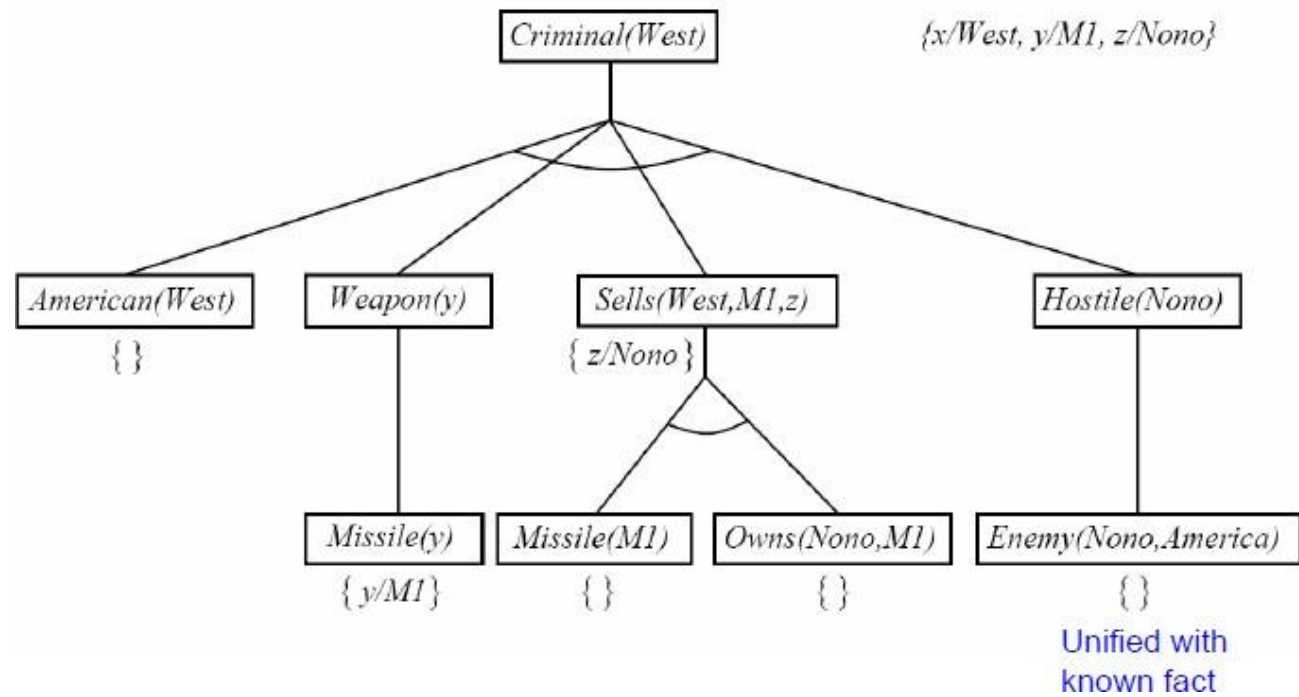 Criminal(West)
{x/West, y/M1, z/Nono}
American(West)
Weapon(y)
Sells(West,M1,z)
Hostile(Nono)
{ }
{ z/Nono }
Missile(y)
Missile(M1)
Owns(Nono,M1)
Enemy(Nono,America)
{ y/M1}
{ }
{ }
{ }
Unified with
known fact